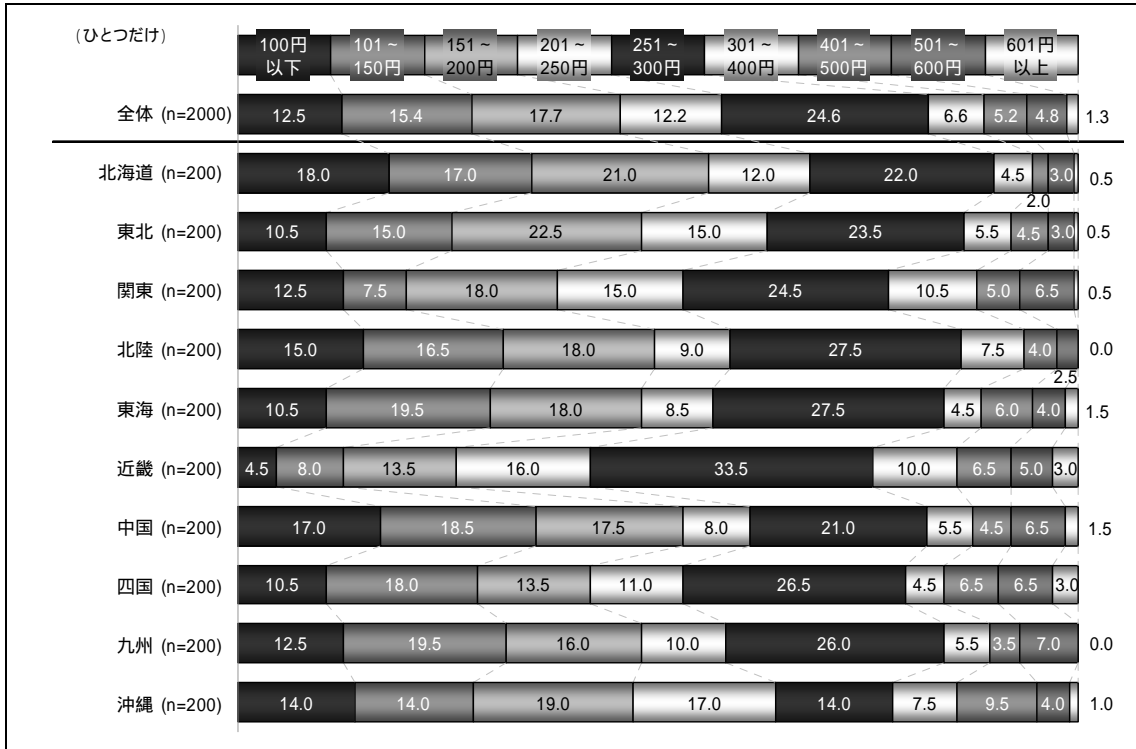 (ひとつだけ)
100円 101～ 151～ 201～ 251～ 301～ 401～ 501～ 601円
以下 150円 200円 250円 300円 400円 500円 600円 以上
全体 (n=2000) 12.5 15.4 17.7 12.2 24.6 6.6 5.2 4.8 1.3
北海道 (n=200) 18.0 17.0 21.0 12.0 22.0 4.5 2.0 3.0 0.5
東北 (n=200) 10.5 15.0 22.5 15.0 23.5 5.5 4.5 3.0 0.5
関東 (n=200) 12.5 7.5 18.0 15.0 24.5 10.5 5.0 6.5 0.5
北陸 (n=200) 15.0 16.5 18.0 9.0 27.5 7.5 4.0 2.5 0.0
東海 (n=200) 10.5 19.5 18.0 8.5 27.5 4.5 6.0 4.0 1.5
近畿 (n=200) 4.5 8.0 13.5 16.0 33.5 10.0 6.5 5.0 3.0
中国 (n=200) 17.0 18.5 17.5 8.0 21.0 5.5 4.5 6.5 1.5
四国 (n=200) 10.5 18.0 13.5 11.0 26.5 4.5 6.5 6.5 3.0
九州 (n=200) 12.5 19.5 16.0 10.0 26.0 5.5 3.5 7.0 0.0
沖縄 (n=200) 14.0 14.0 19.0 17.0 14.0 7.5 9.5 4.0 1.0